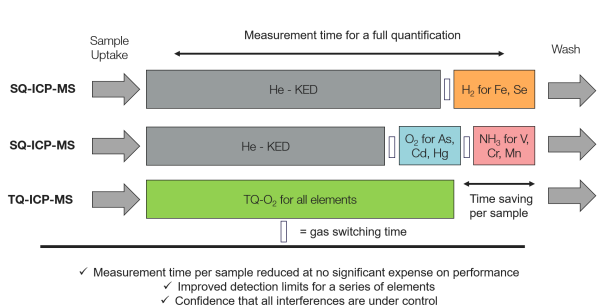 Measurement time for a full quantification
Sample
Uptake
Wash
SQ-ICP-MS
He - KED
H₂ for Fe, Se
SQ-ICP-MS
He - KED
O₂ for As,
Cd, Hg
NH₃ for V,
Cr, Mn
TQ-ICP-MS
TQ-O₂ for all elements
Time saving
per sample
= gas switching time
✓ Measurement time per sample reduced at no significant expense on performance
✓ Improved detection limits for a series of elements
✓ Confidence that all interferences are under control